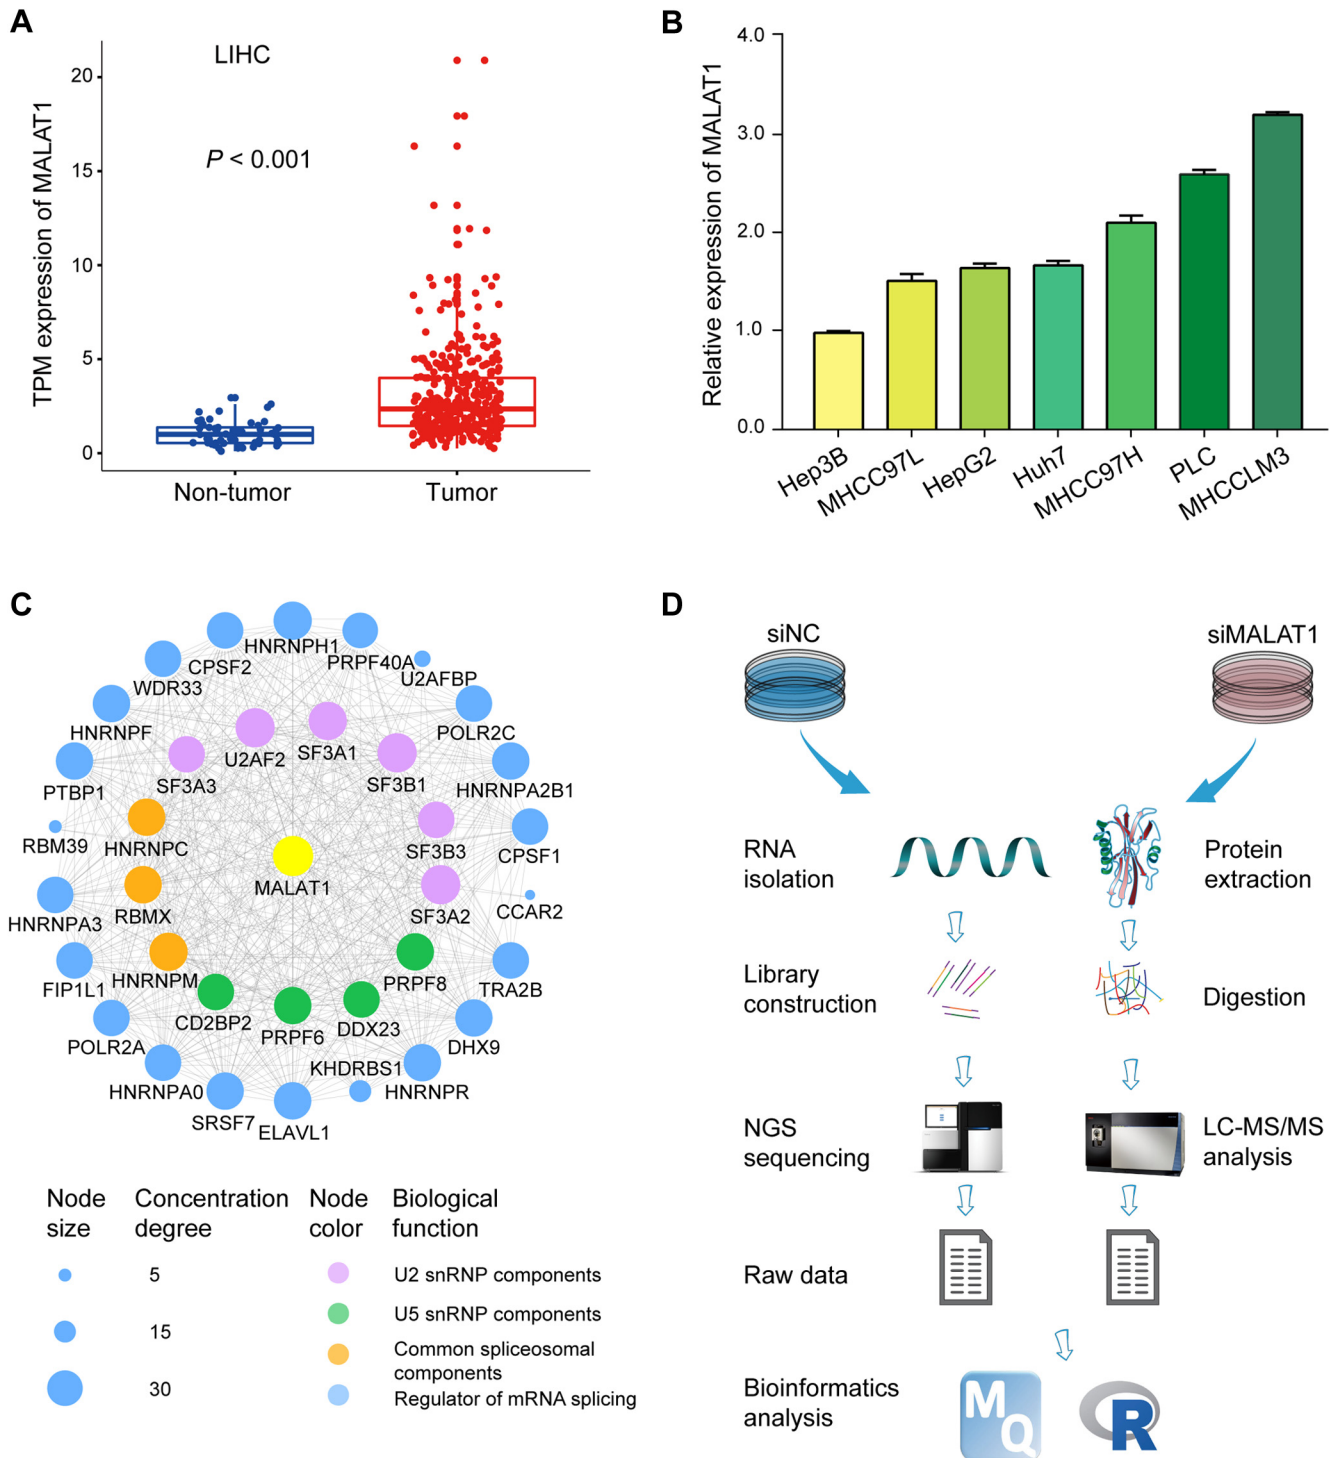 A
LIHC
P < 0.001
TPM expression of MALAT1
20
15
10
5
0
Non-tumor
Tumor
B
Relative expression of MALAT1
4.0
3.0
2.0
1.0
0.0
Hep3B
MHCC97L
HepG2
Huh7
MHCC97H
PLC
MHCCLM3
C
HNRNPH1
CPSF2
PRPF40A
U2AFBP
WDR33
HNRNPF
POLR2C
U2AF2
SF3A1
SF3A3
SF3B1
PTBP1
HNRNPA2B1
RBM39
HNRNPC
SF3B3
CPSF1
MALAT1
HNRNPA3
RBMX
SF3A2
CCAR2
FIP1L1
HNRNPM
PRPF8
TRA2B
CD2BP2
PRPF6
DDX23
POLR2A
DHX9
KHDRBS1
HNRNPA0
HNRNPR
SRSF7
ELAVL1
Node
size
Concentration
degree
Node
color
Biological
function
5
15
30
U2 snRNP components
U5 snRNP components
Common spliceosomal
components
Regulator of mRNA splicing
D
siNC
siMALAT1
RNA
isolation
Protein
extraction
Library
construction
Digestion
NGS
sequencing
LC-MS/MS
analysis
Raw data
Bioinformatics
analysis
M
Q
R